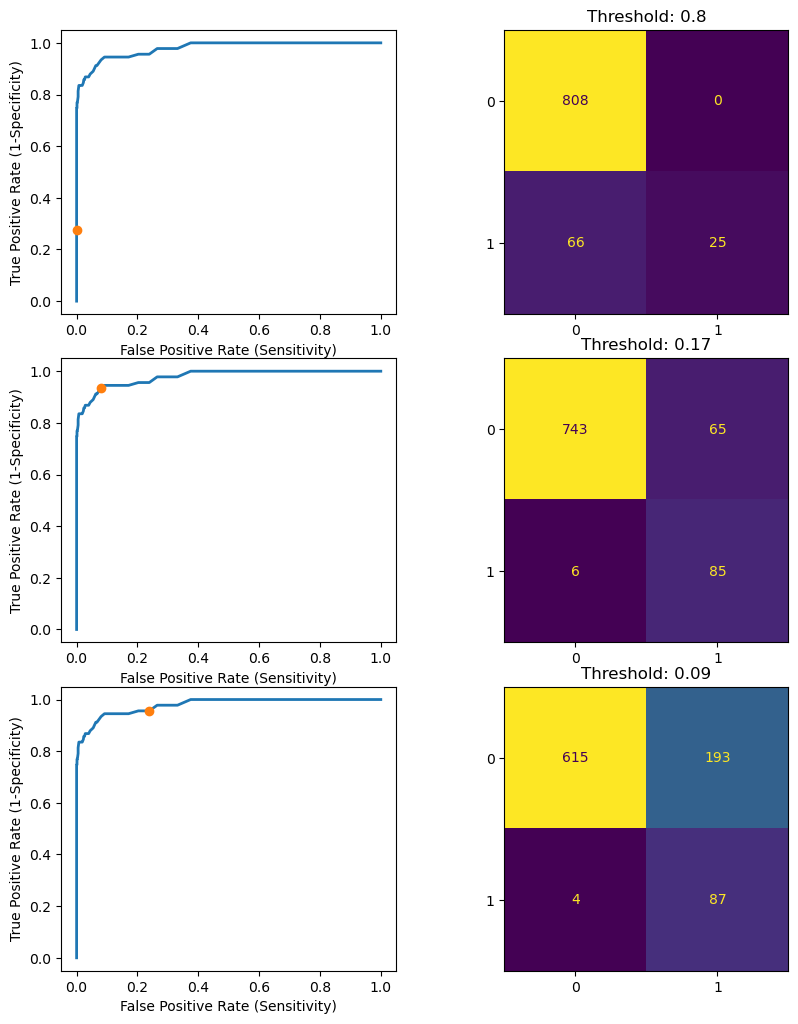 Threshold: 0.8
True Positive Rate (1-Specificity)
1.0
0.8
0.6
0.4
0.2
0.0
0.0 0.2 0.4 0.6 0.8 1.0
False Positive Rate (Sensitivity)
0
1
808 0
66 25
0 1
Threshold: 0.17
True Positive Rate (1-Specificity)
1.0
0.8
0.6
0.4
0.2
0.0
0.0 0.2 0.4 0.6 0.8 1.0
False Positive Rate (Sensitivity)
0
1
743 65
6 85
0 1
Threshold: 0.09
True Positive Rate (1-Specificity)
1.0
0.8
0.6
0.4
0.2
0.0
0.0 0.2 0.4 0.6 0.8 1.0
False Positive Rate (Sensitivity)
0
1
615 193
4 87
0 1